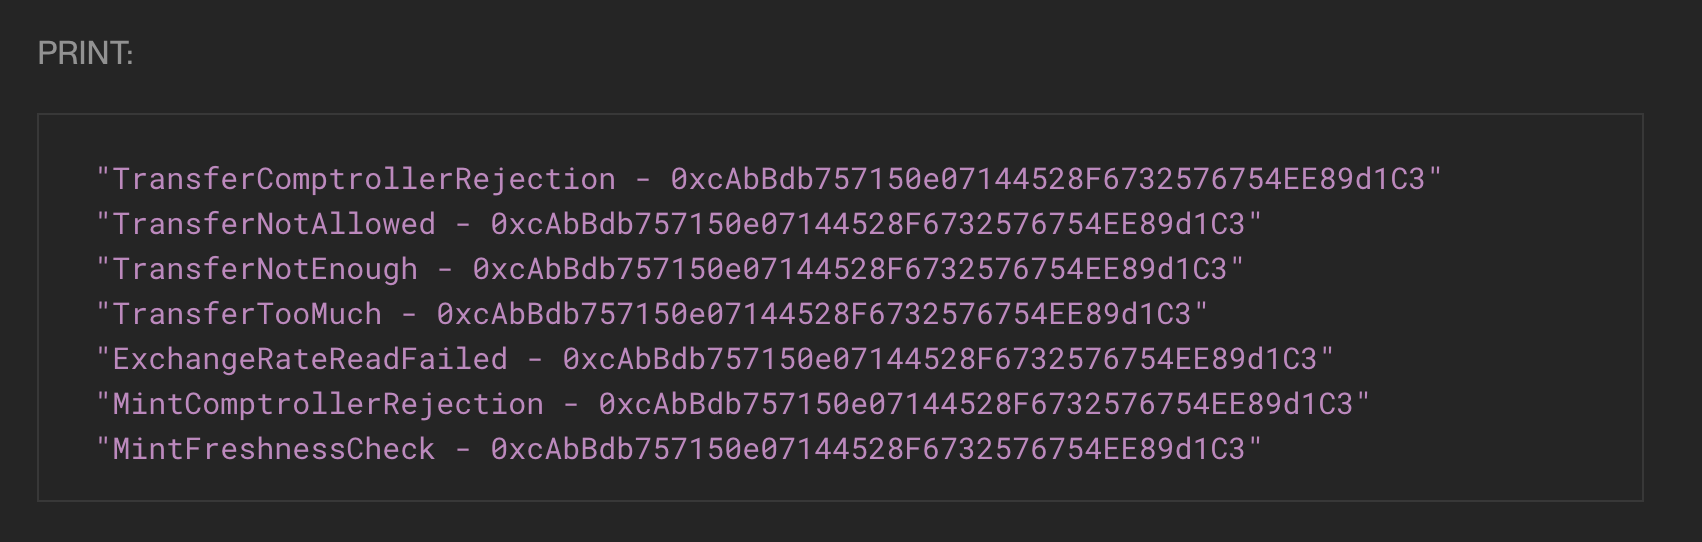 PRINT:
"TransferComptrollerRejection - 0xcAbBdb757150e07144528F6732576754EE89d1C3"
"TransferNotAllowed - 0xcAbBdb757150e07144528F6732576754EE89d1C3"
"TransferNotEnough - 0xcAbBdb757150e07144528F6732576754EE89d1C3"
"TransferTooMuch - 0xcAbBdb757150e07144528F6732576754EE89d1C3"
"ExchangeRateReadFailed - 0xcAbBdb757150e07144528F6732576754EE89d1C3"
"MintComptrollerRejection - 0xcAbBdb757150e07144528F6732576754EE89d1C3"
"MintFreshnessCheck - 0xcAbBdb757150e07144528F6732576754EE89d1C3"